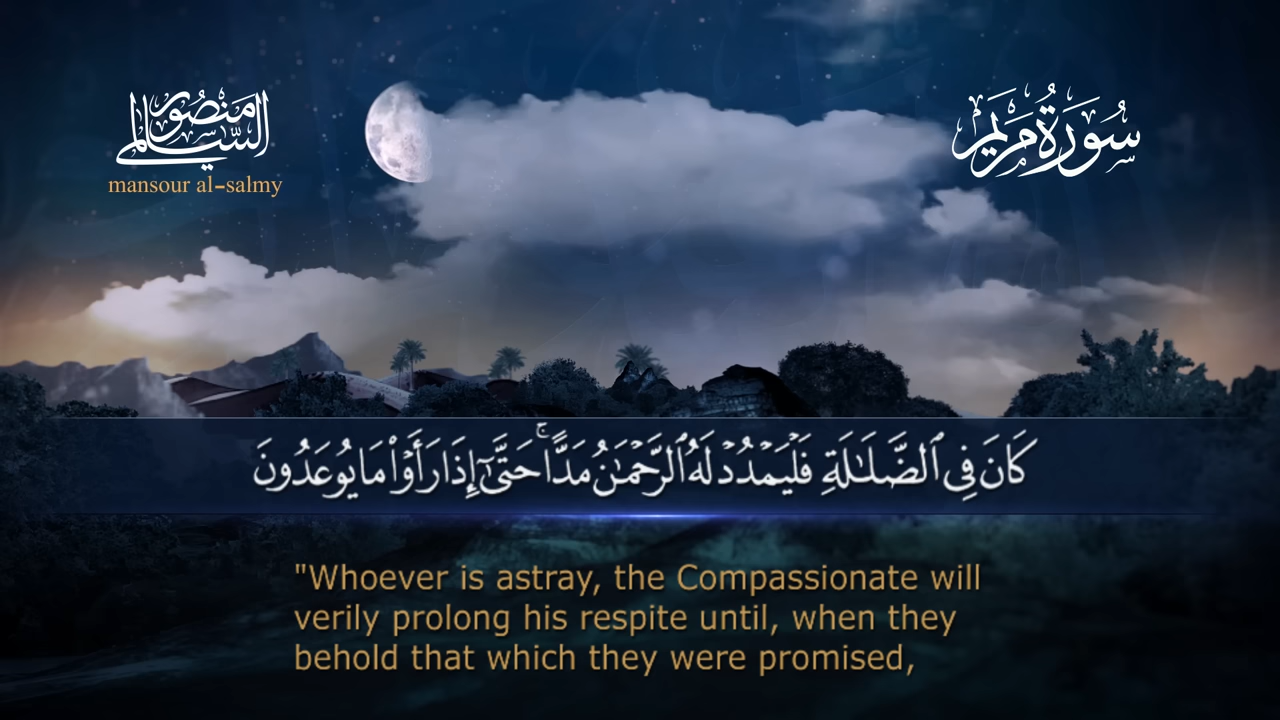 منصور
السالمي
mansour al-salmy
سُورَةُ مَريَم
كَانَ فِي ٱلضَّلَٰلَةِ فَلۡيَمۡدُدۡ لَهُ ٱلرَّحۡمَٰنُ مَدًّاۚ حَتَّىٰٓ إِذَا رَأَوۡاْ مَا يُوعَدُونَ
"Whoever is astray, the Compassionate will
verily prolong his respite until, when they
behold that which they were promised,